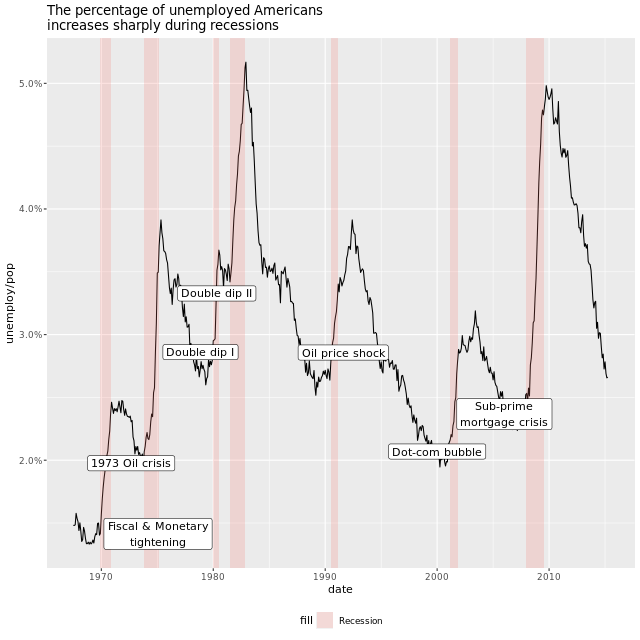 The percentage of unemployed Americans
increases sharply during recessions
unemploy/pop
5.0%
4.0%
3.0%
2.0%
Double dip II
Double dip I
Oil price shock
Sub-prime
mortgage crisis
Dot-com bubble
1973 Oil crisis
Fiscal & Monetary
tightening
1970
1980
1990
2000
2010
date
fill
Recession